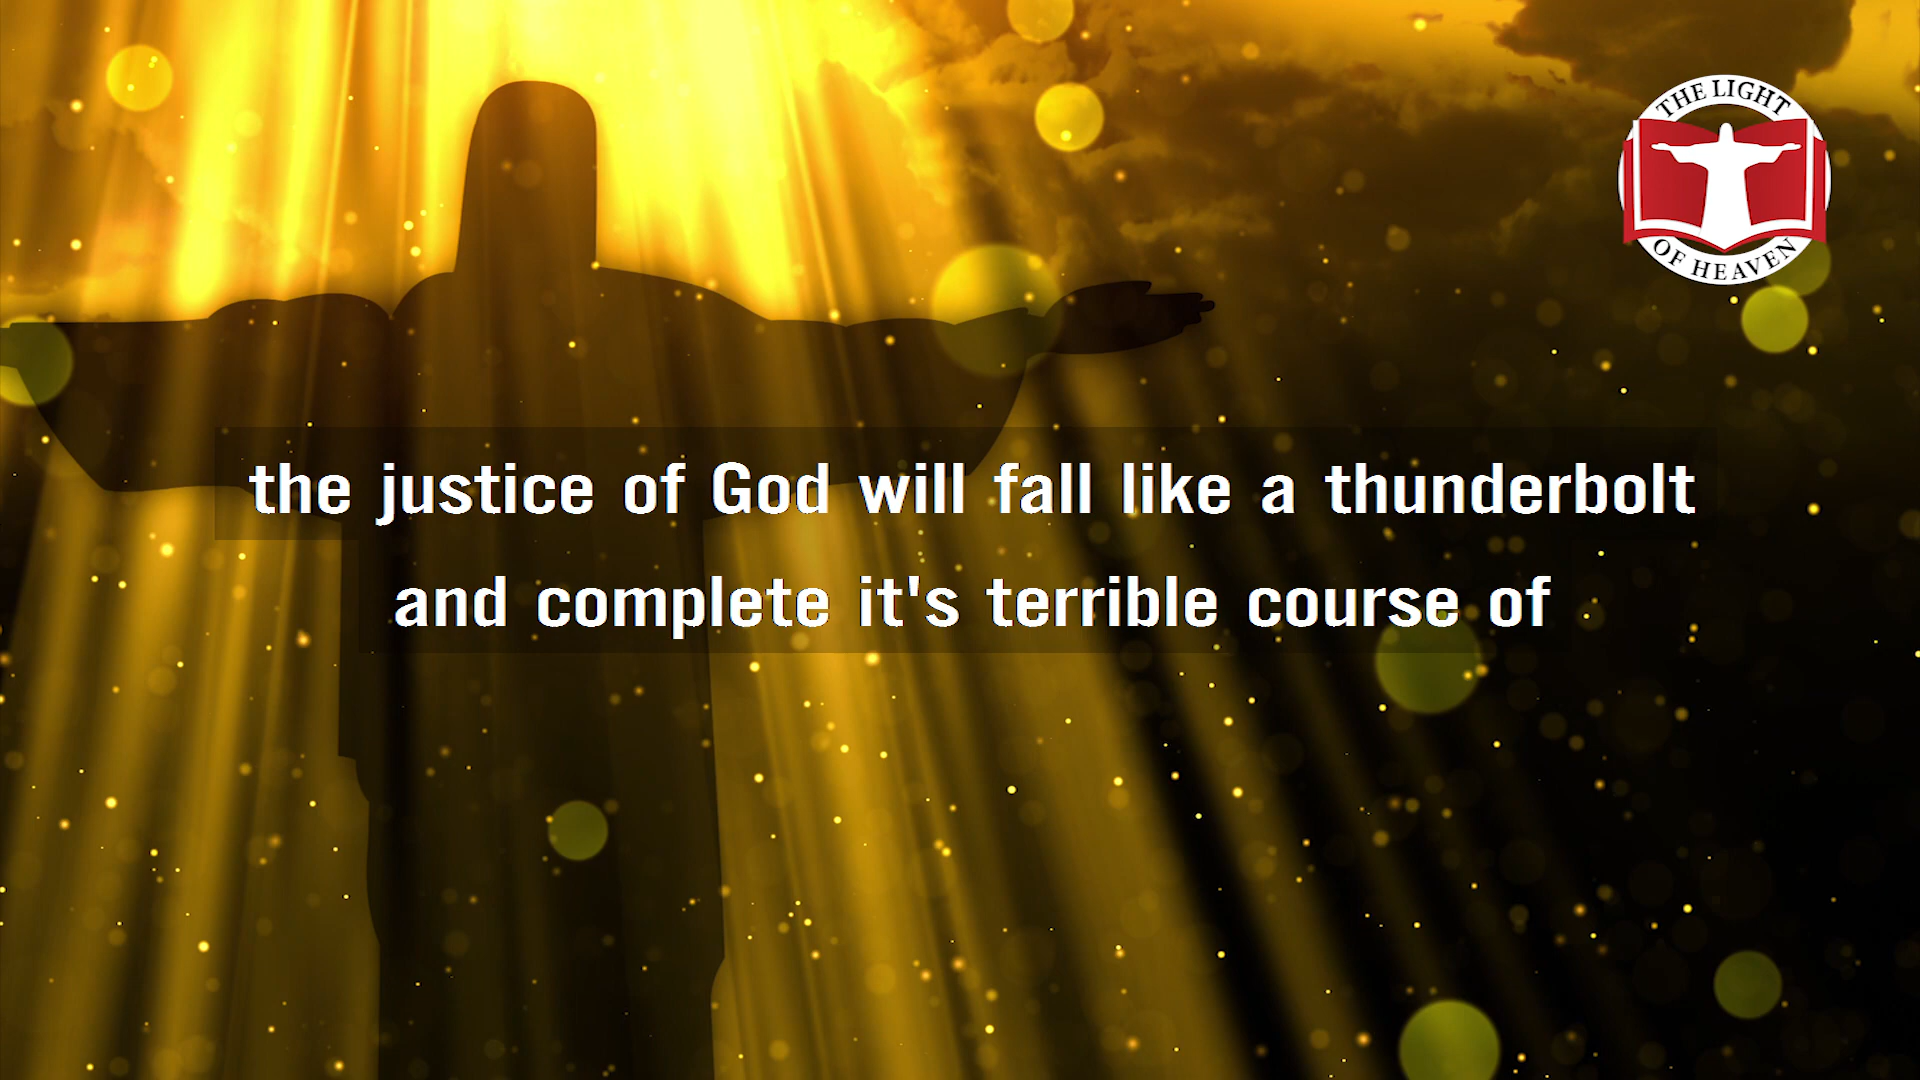 THE LIGHT
OF HEAVEN
the justice of God will fall like a thunderbolt
and complete it's terrible course of